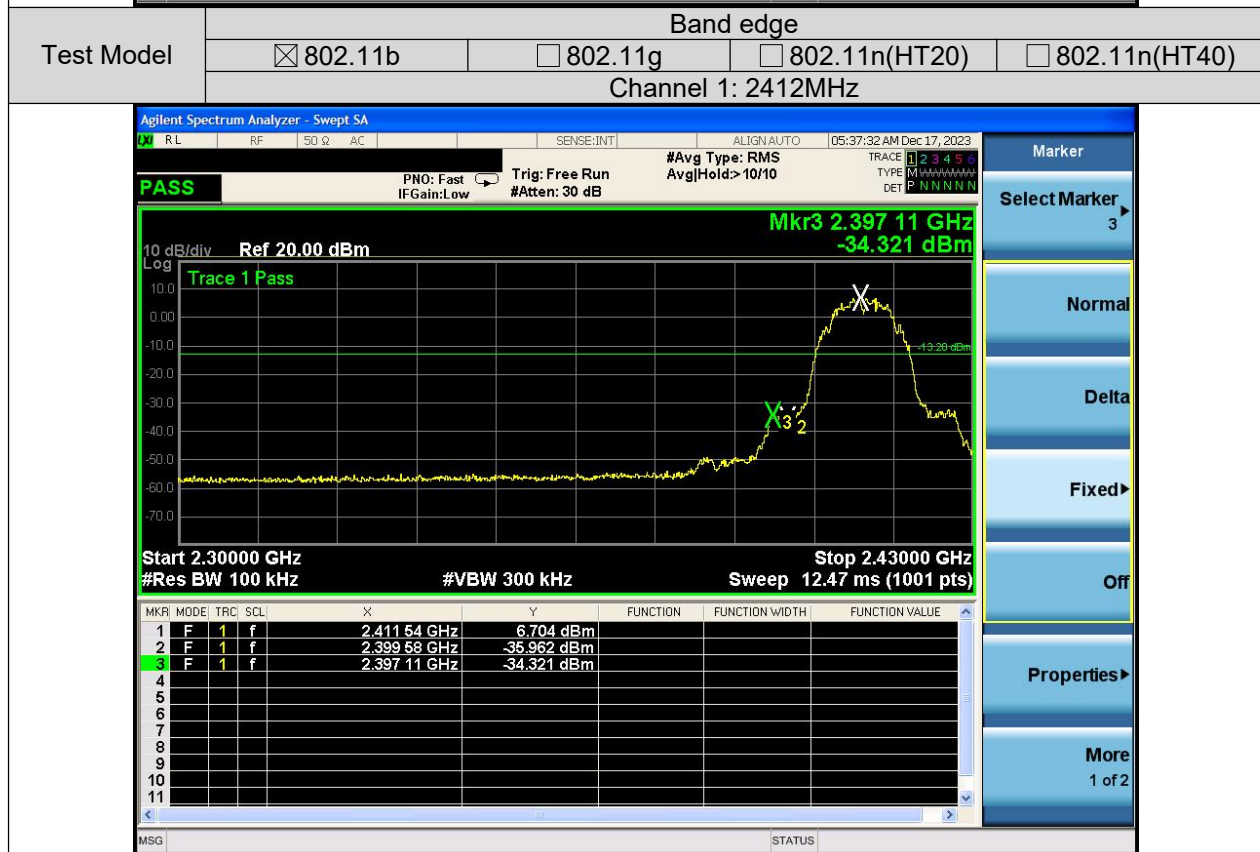 Test Model
Band edge
☒ 802.11b ☐ 802.11g ☐ 802.11n(HT20) ☐ 802.11n(HT40)
Channel 1: 2412MHz
Agilent Spectrum Analyzer - Swept SA
LXI RL RF 50 Ω AC SENSE:INT ALIGN AUTO 05:37:32 AM Dec 17, 2023
PASS
PNO: Fast
IFGain:Low
Trig: Free Run
#Atten: 30 dB
#Avg Type: RMS
Avg|Hold:> 10/10
TRACE 1 2 3 4 5 6
TYPE M WWWWW
DET P N N N N N
Mkr3 2.397 11 GHz
-34.321 dBm
10 dB/div Ref 20.00 dBm
Log
Trace 1 Pass
10.0
0.00
-10.0
-13.20 dBm
-20.0
-30.0
3 2
-40.0
-50.0
-60.0
-70.0
Start 2.30000 GHz Stop 2.43000 GHz
#Res BW 100 kHz #VBW 300 kHz Sweep 12.47 ms (1001 pts)
MKR MODE TRC SCL X Y FUNCTION FUNCTION WIDTH FUNCTION VALUE
1 F 1 f 2.411 54 GHz 6.704 dBm
2 F 1 f 2.399 58 GHz -35.962 dBm
3 F 1 f 2.397 11 GHz -34.321 dBm
4
5
6
7
8
9
10
11
MSG STATUS
Marker
Select Marker
3
Normal
Delta
Fixed
Off
Properties
More
1 of 2